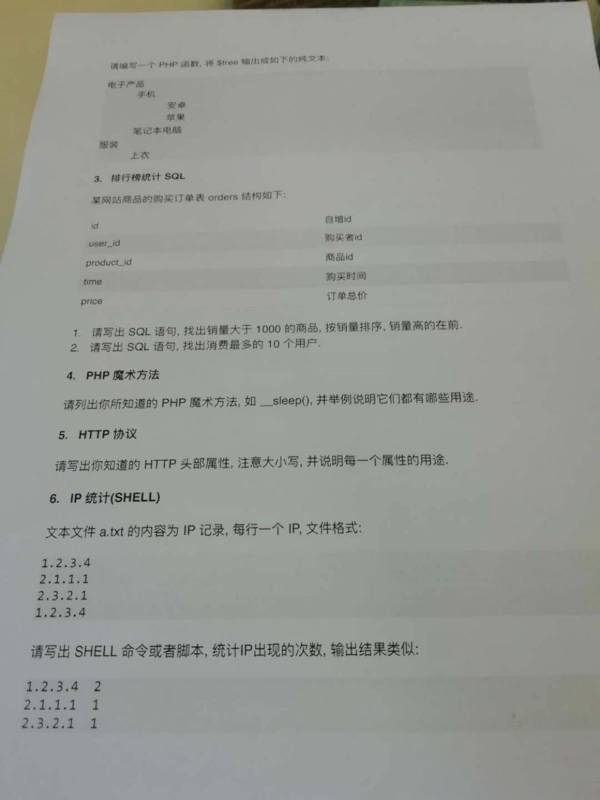 请编写一个 PHP 函数, 将 $tree 输出成如下的纯文本:
电子产品
手机
安卓
苹果
笔记本电脑
服装
上衣
3. 排行榜统计 SQL
某网站商品的购买订单表 orders 结构如下:
id 自增id
user_id 购买者id
product_id 商品id
time 购买时间
price 订单总价
1. 请写出 SQL 语句, 找出销量大于 1000 的商品, 按销量排序, 销量高的在前.
2. 请写出 SQL 语句, 找出消费最多的 10 个用户.
4. PHP 魔术方法
请列出你所知道的 PHP 魔术方法, 如 __sleep(), 并举例说明它们都有哪些用途.
5. HTTP 协议
请写出你知道的 HTTP 头部属性, 注意大小写, 并说明每一个属性的用途.
6. IP 统计(SHELL)
文本文件 a.txt 的内容为 IP 记录, 每行一个 IP, 文件格式:
1.2.3.4
2.1.1.1
2.3.2.1
1.2.3.4
请写出 SHELL 命令或者脚本, 统计IP出现的次数, 输出结果类似:
1.2.3.4 2
2.1.1.1 1
2.3.2.1 1